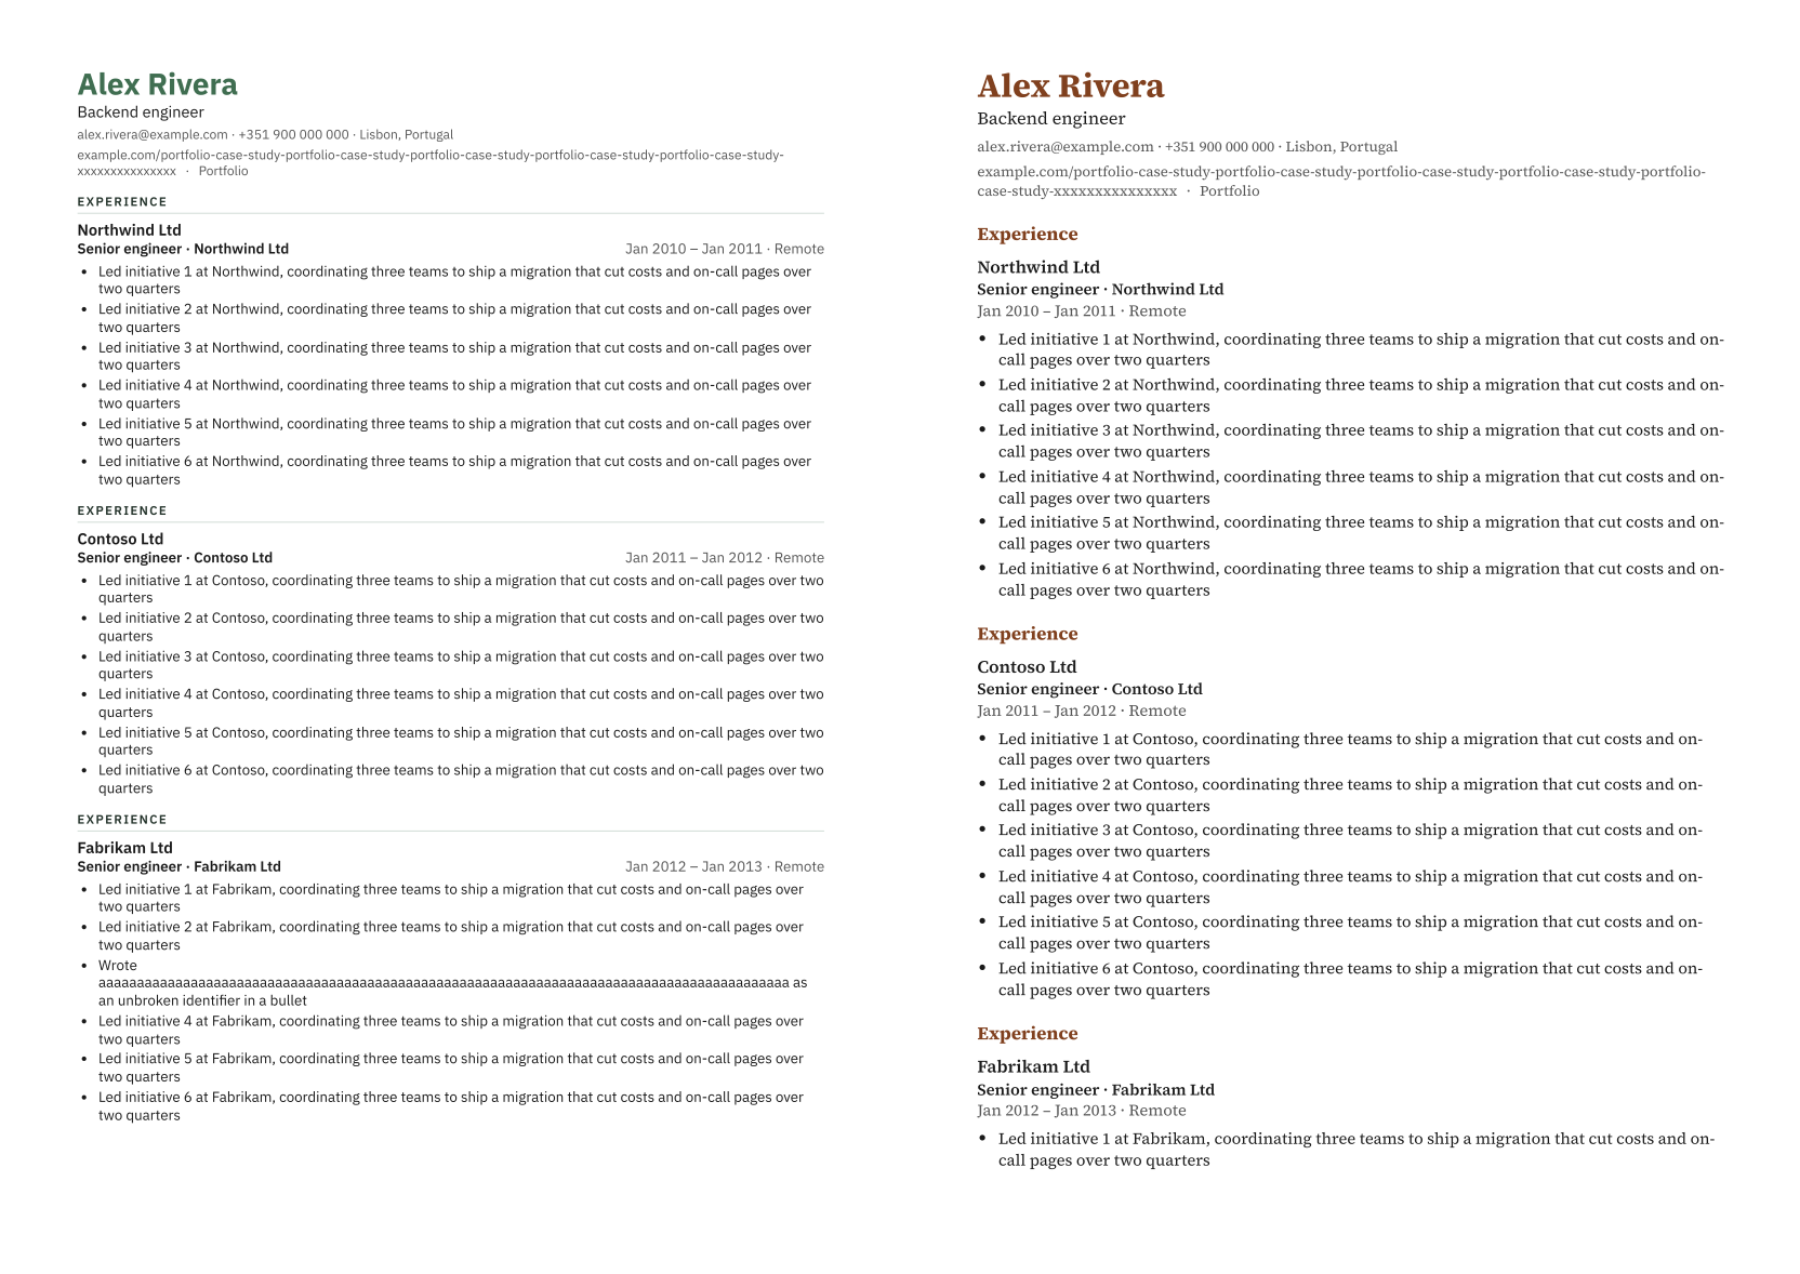 Alex Rivera
Backend engineer
alex.rivera@example.com · +351 900 000 000 · Lisbon, Portugal
example.com/portfolio-case-study-portfolio-case-study-portfolio-case-study-portfolio-case-study-portfolio-case-study-
xxxxxxxxxxxxxxx · Portfolio
EXPERIENCE
Northwind Ltd
Senior engineer · Northwind Ltd Jan 2010 – Jan 2011 · Remote
• Led initiative 1 at Northwind, coordinating three teams to ship a migration that cut costs and on-call pages over
two quarters
• Led initiative 2 at Northwind, coordinating three teams to ship a migration that cut costs and on-call pages over
two quarters
• Led initiative 3 at Northwind, coordinating three teams to ship a migration that cut costs and on-call pages over
two quarters
• Led initiative 4 at Northwind, coordinating three teams to ship a migration that cut costs and on-call pages over
two quarters
• Led initiative 5 at Northwind, coordinating three teams to ship a migration that cut costs and on-call pages over
two quarters
• Led initiative 6 at Northwind, coordinating three teams to ship a migration that cut costs and on-call pages over
two quarters
EXPERIENCE
Contoso Ltd
Senior engineer · Contoso Ltd Jan 2011 – Jan 2012 · Remote
• Led initiative 1 at Contoso, coordinating three teams to ship a migration that cut costs and on-call pages over two
quarters
• Led initiative 2 at Contoso, coordinating three teams to ship a migration that cut costs and on-call pages over two
quarters
• Led initiative 3 at Contoso, coordinating three teams to ship a migration that cut costs and on-call pages over two
quarters
• Led initiative 4 at Contoso, coordinating three teams to ship a migration that cut costs and on-call pages over two
quarters
• Led initiative 5 at Contoso, coordinating three teams to ship a migration that cut costs and on-call pages over two
quarters
• Led initiative 6 at Contoso, coordinating three teams to ship a migration that cut costs and on-call pages over two
quarters
EXPERIENCE
Fabrikam Ltd
Senior engineer · Fabrikam Ltd Jan 2012 – Jan 2013 · Remote
• Led initiative 1 at Fabrikam, coordinating three teams to ship a migration that cut costs and on-call pages over
two quarters
• Led initiative 2 at Fabrikam, coordinating three teams to ship a migration that cut costs and on-call pages over
two quarters
• Wrote
aaaaaaaaaaaaaaaaaaaaaaaaaaaaaaaaaaaaaaaaaaaaaaaaaaaaaaaaaaaaaaaaaaaaaaaaaaaaaaaaaaaaaaaaaa as
an unbroken identifier in a bullet
• Led initiative 4 at Fabrikam, coordinating three teams to ship a migration that cut costs and on-call pages over
two quarters
• Led initiative 5 at Fabrikam, coordinating three teams to ship a migration that cut costs and on-call pages over
two quarters
• Led initiative 6 at Fabrikam, coordinating three teams to ship a migration that cut costs and on-call pages over
two quarters
Alex Rivera
Backend engineer
alex.rivera@example.com · +351 900 000 000 · Lisbon, Portugal
example.com/portfolio-case-study-portfolio-case-study-portfolio-case-study-portfolio-case-study-portfolio-
case-study-xxxxxxxxxxxxxxx · Portfolio
Experience
Northwind Ltd
Senior engineer · Northwind Ltd
Jan 2010 – Jan 2011 · Remote
• Led initiative 1 at Northwind, coordinating three teams to ship a migration that cut costs and on-
call pages over two quarters
• Led initiative 2 at Northwind, coordinating three teams to ship a migration that cut costs and on-
call pages over two quarters
• Led initiative 3 at Northwind, coordinating three teams to ship a migration that cut costs and on-
call pages over two quarters
• Led initiative 4 at Northwind, coordinating three teams to ship a migration that cut costs and on-
call pages over two quarters
• Led initiative 5 at Northwind, coordinating three teams to ship a migration that cut costs and on-
call pages over two quarters
• Led initiative 6 at Northwind, coordinating three teams to ship a migration that cut costs and on-
call pages over two quarters
Experience
Contoso Ltd
Senior engineer · Contoso Ltd
Jan 2011 – Jan 2012 · Remote
• Led initiative 1 at Contoso, coordinating three teams to ship a migration that cut costs and on-
call pages over two quarters
• Led initiative 2 at Contoso, coordinating three teams to ship a migration that cut costs and on-
call pages over two quarters
• Led initiative 3 at Contoso, coordinating three teams to ship a migration that cut costs and on-
call pages over two quarters
• Led initiative 4 at Contoso, coordinating three teams to ship a migration that cut costs and on-
call pages over two quarters
• Led initiative 5 at Contoso, coordinating three teams to ship a migration that cut costs and on-
call pages over two quarters
• Led initiative 6 at Contoso, coordinating three teams to ship a migration that cut costs and on-
call pages over two quarters
Experience
Fabrikam Ltd
Senior engineer · Fabrikam Ltd
Jan 2012 – Jan 2013 · Remote
• Led initiative 1 at Fabrikam, coordinating three teams to ship a migration that cut costs and on-
call pages over two quarters